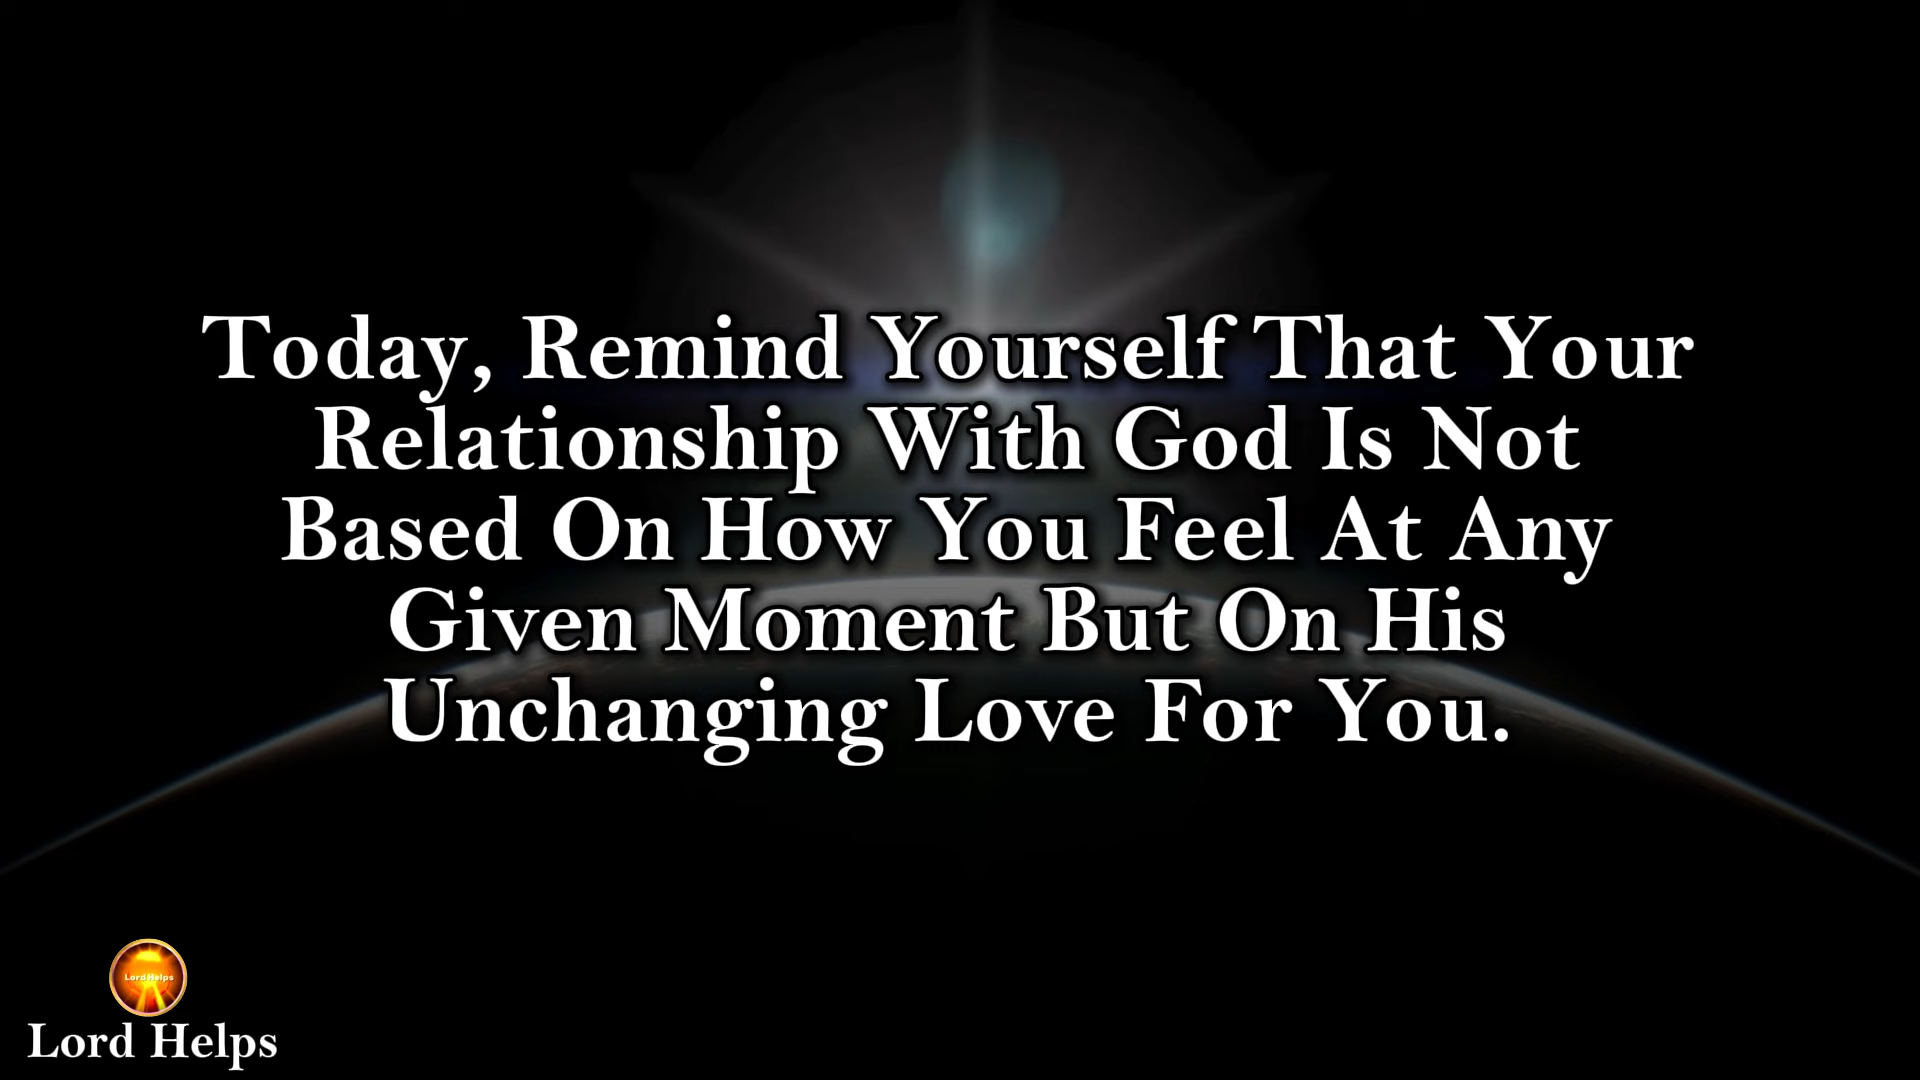 Today, Remind Yourself That Your
Relationship With God Is Not
Based On How You Feel At Any
Given Moment But On His
Unchanging Love For You.
Lord Helps
Lord Helps